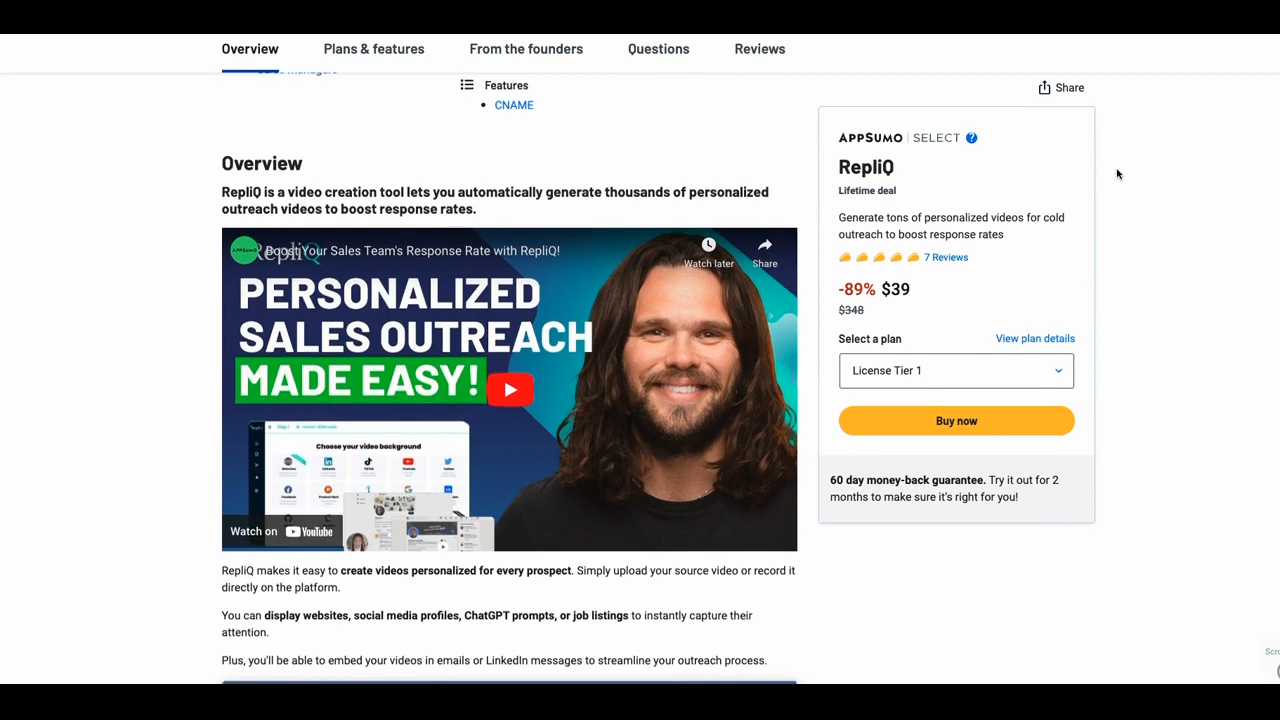 Overview
Plans & features
From the founders
Questions
Reviews
Features
CNAME
Share
Overview
RepliQ is a video creation tool lets you automatically generate thousands of personalized
outreach videos to boost response rates.
APPSUMO
RepliQ
Boost Your Sales Team's Response Rate with RepliQ!
Watch later
Share
PERSONALIZED
SALES OUTREACH
MADE EASY!
Choose your video background
Websites
LinkedIn
TikTok
Youtube
Twitter
Facebook
Watch on YouTube
RepliQ makes it easy to create videos personalized for every prospect. Simply upload your source video or record it
directly on the platform.
You can display websites, social media profiles, ChatGPT prompts, or job listings to instantly capture their
attention.
Plus, you'll be able to embed your videos in emails or LinkedIn messages to streamline your outreach process.
APPSUMO | SELECT ?
RepliQ
Lifetime deal
Generate tons of personalized videos for cold
outreach to boost response rates
7 Reviews
-89% $39
$348
Select a plan
View plan details
License Tier 1
Buy now
60 day money-back guarantee. Try it out for 2
months to make sure it's right for you!